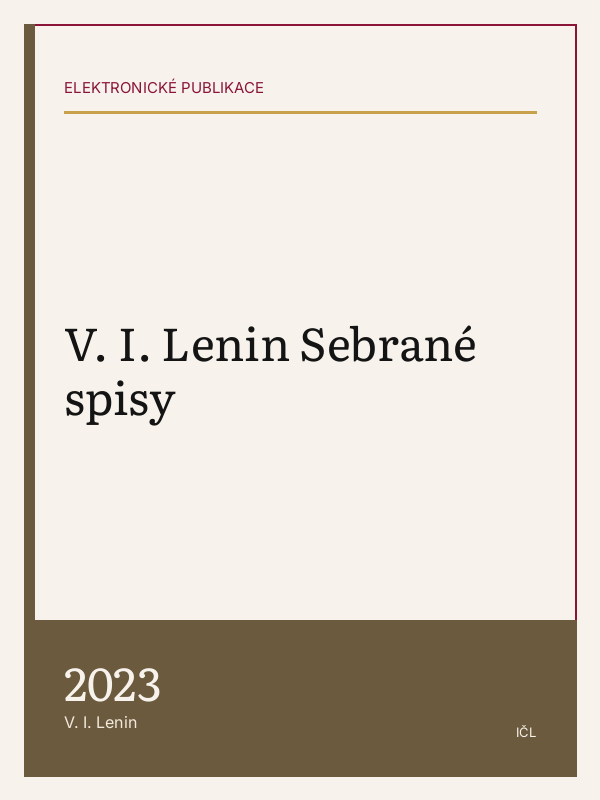 ELEKTRONICKÉ PUBLIKACE
V. I. Lenin Sebrané
spisy
2023
V. I. Lenin
IČL